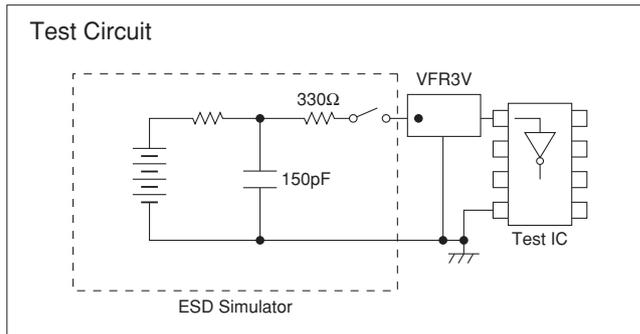 Test Circuit
VFR3V
330Ω
150pF
Test IC
ESD Simulator